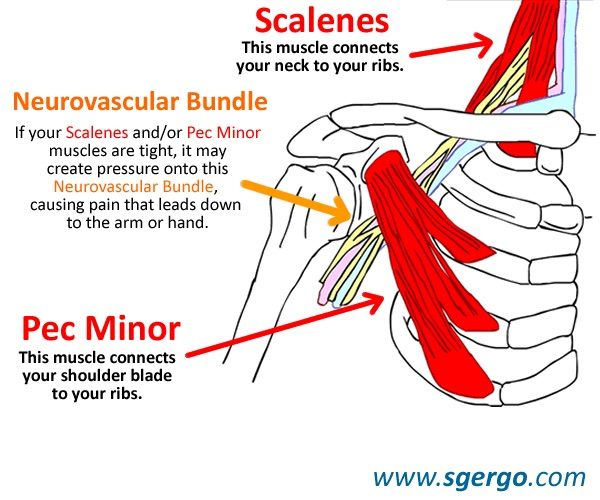 Scalenes
This muscle connects
your neck to your ribs.
Neurovascular Bundle
If your Scalenes and/or Pec Minor
muscles are tight, it may
create pressure onto this
Neurovascular Bundle,
causing pain that leads down
to the arm or hand.
Pec Minor
This muscle connects
your shoulder blade
to your ribs.
www.sgergo.com